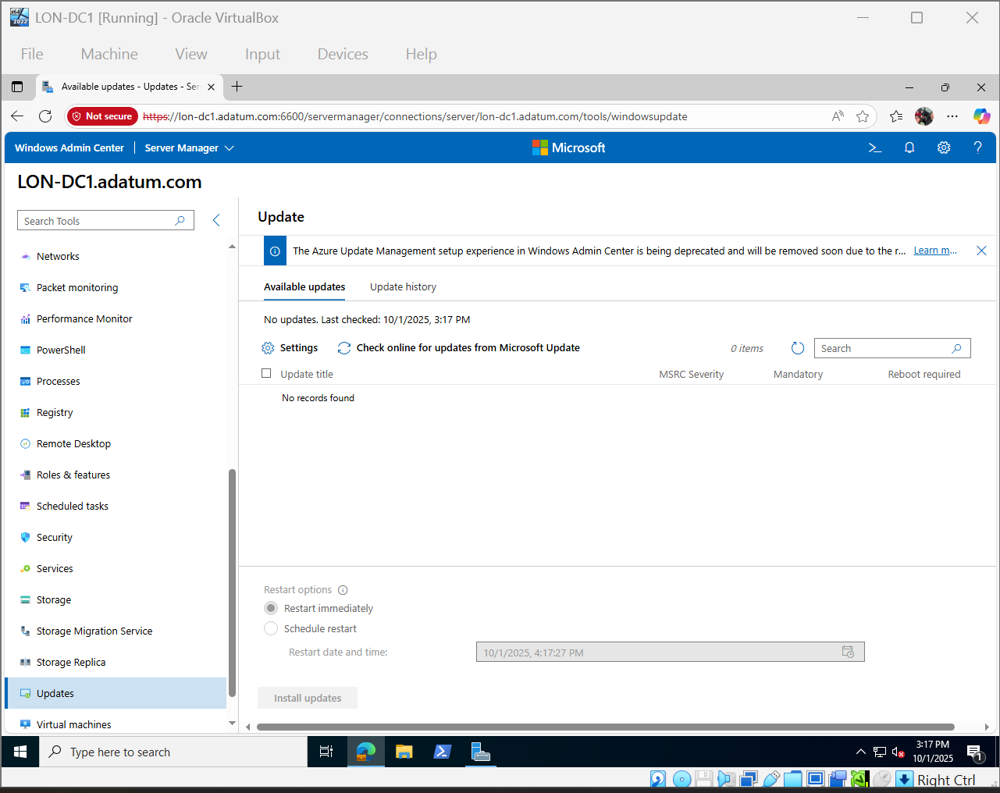 LON-DC1 [Running] - Oracle VirtualBox
File Machine View Input Devices Help
Available updates - Updates - Ser
Not secure https://lon-dc1.adatum.com:6600/servermanager/connections/server/lon-dc1.adatum.com/tools/windowsupdate
Windows Admin Center | Server Manager Microsoft
LON-DC1.adatum.com
Search Tools
Networks
Packet monitoring
Performance Monitor
PowerShell
Processes
Registry
Remote Desktop
Roles & features
Scheduled tasks
Security
Services
Storage
Storage Migration Service
Storage Replica
Updates
Virtual machines
Update
The Azure Update Management setup experience in Windows Admin Center is being deprecated and will be removed soon due to the r... Learn m...
Available updates Update history
No updates. Last checked: 10/1/2025, 3:17 PM
Settings Check online for updates from Microsoft Update 0 items Search
Update title MSRC Severity Mandatory Reboot required
No records found
Restart options
Restart immediately
Schedule restart
Restart date and time: 10/1/2025, 4:17:27 PM
Install updates
Type here to search
3:17 PM
10/1/2025
1
Right Ctrl